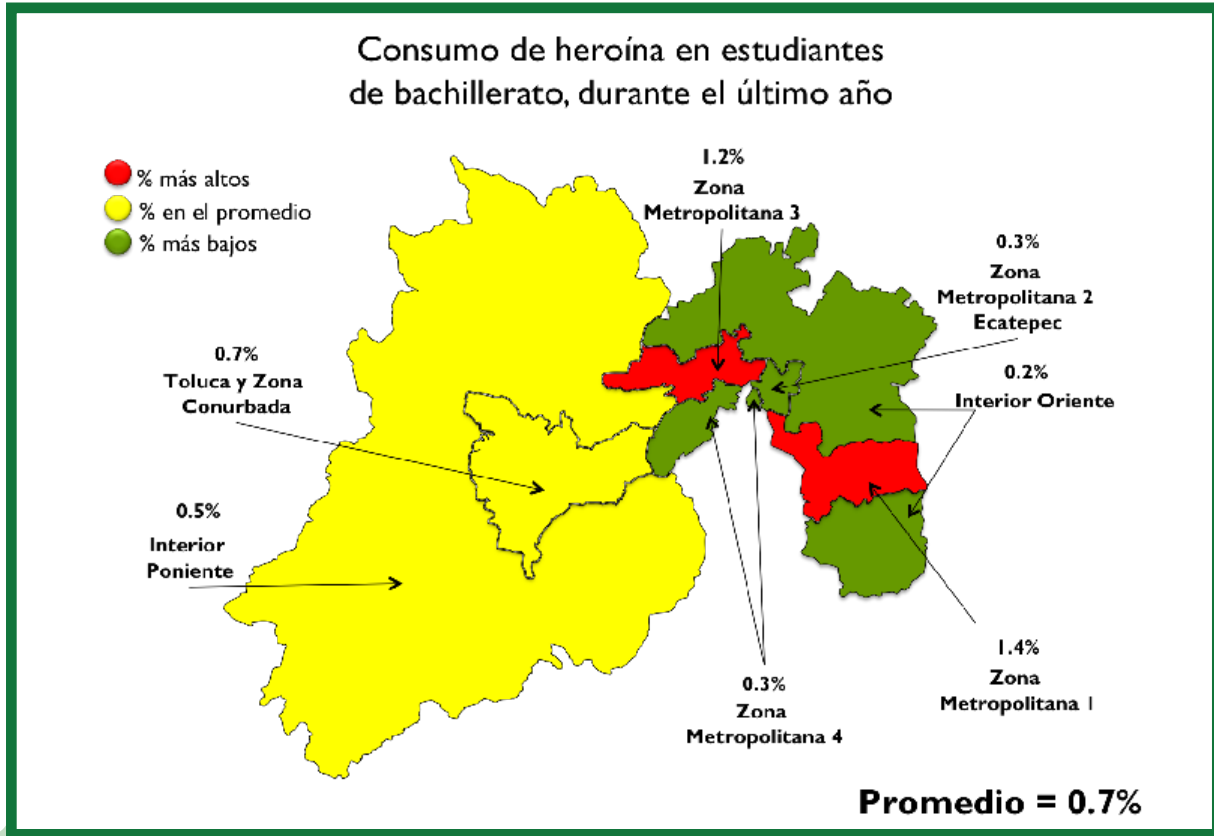 Consumo de heroína en estudiantes
de bachillerato, durante el último año
% más altos
% en el promedio
% más bajos
1.2%
Zona
Metropolitana 3
0.3%
Zona
Metropolitana 2
Ecatepec
0.7%
Toluca y Zona
Conurbada
0.2%
Interior Oriente
0.5%
Interior
Poniente
1.4%
Zona
Metropolitana 1
0.3%
Zona
Metropolitana 4
Promedio = 0.7%